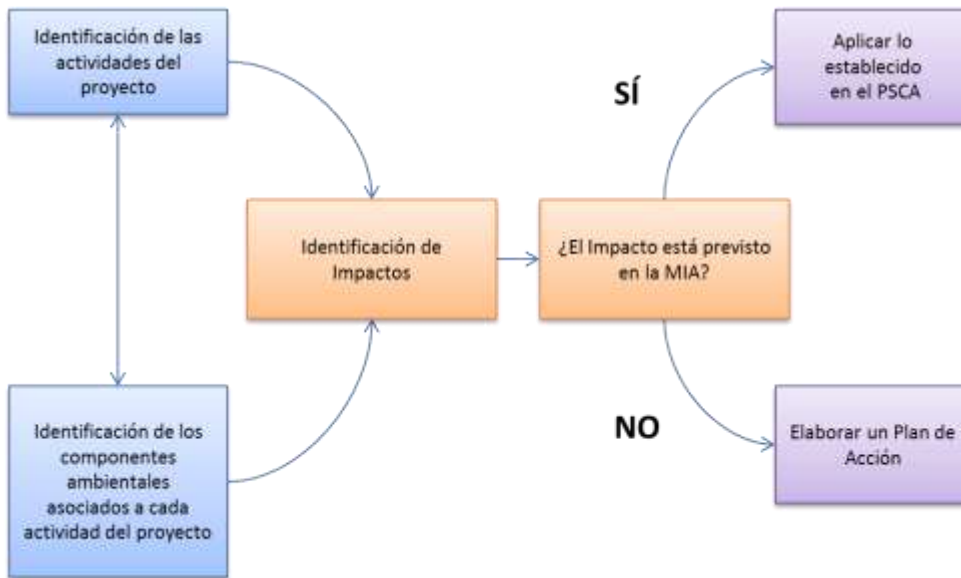 Identificación de las
actividades del
proyecto
Identificación de los
componentes
ambientales
asociados a cada
actividad del proyecto
Identificación de
Impactos
¿El Impacto está previsto
en la MIA?
SÍ
Aplicar lo
establecido
en el PSCA
NO
Elaborar un Plan de
Acción